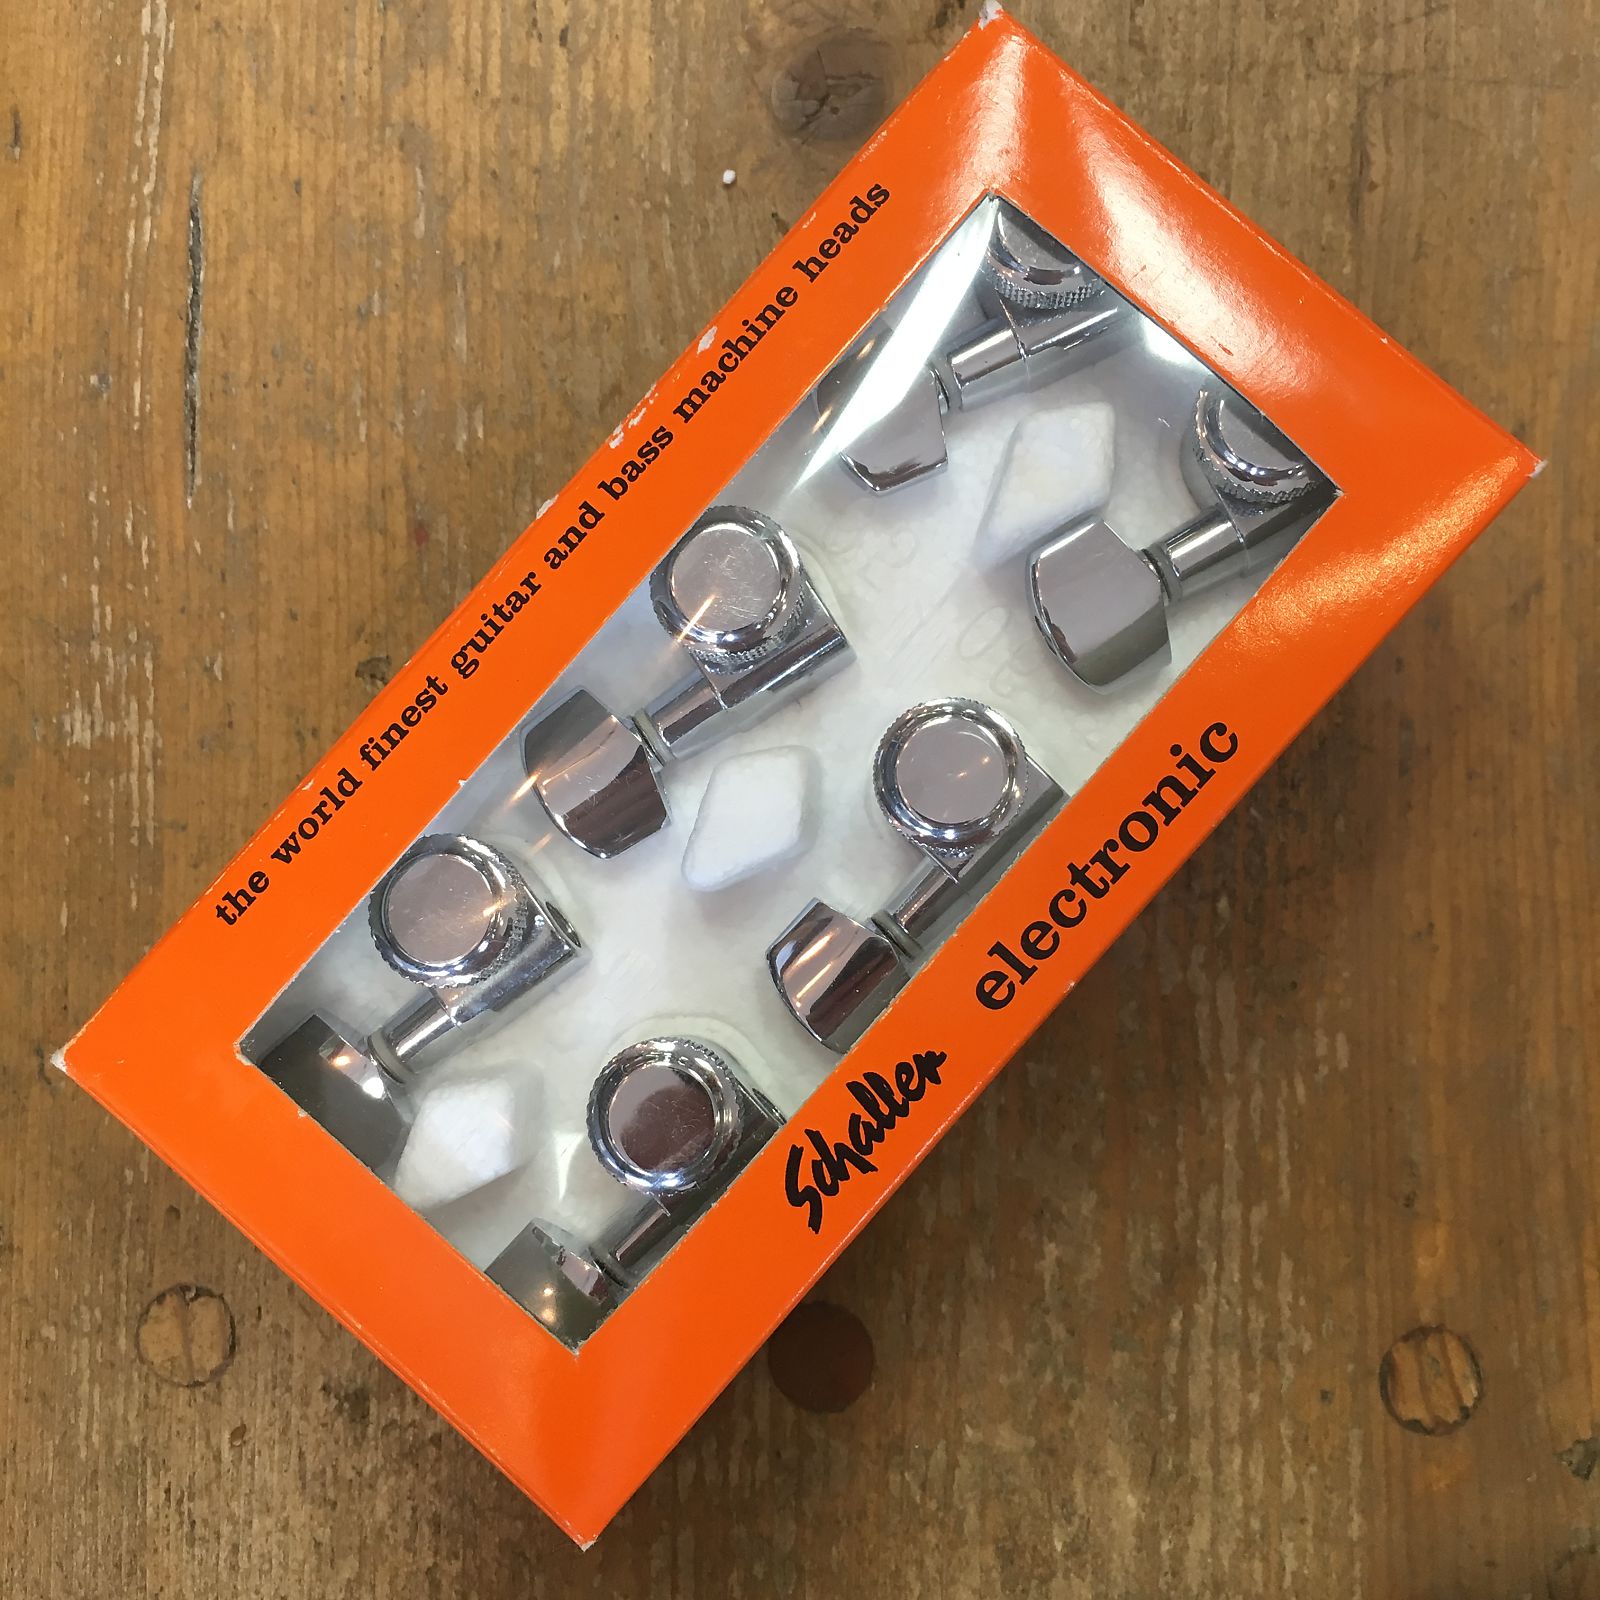 the world finest guitar and bass machine heads
Schaller electronic